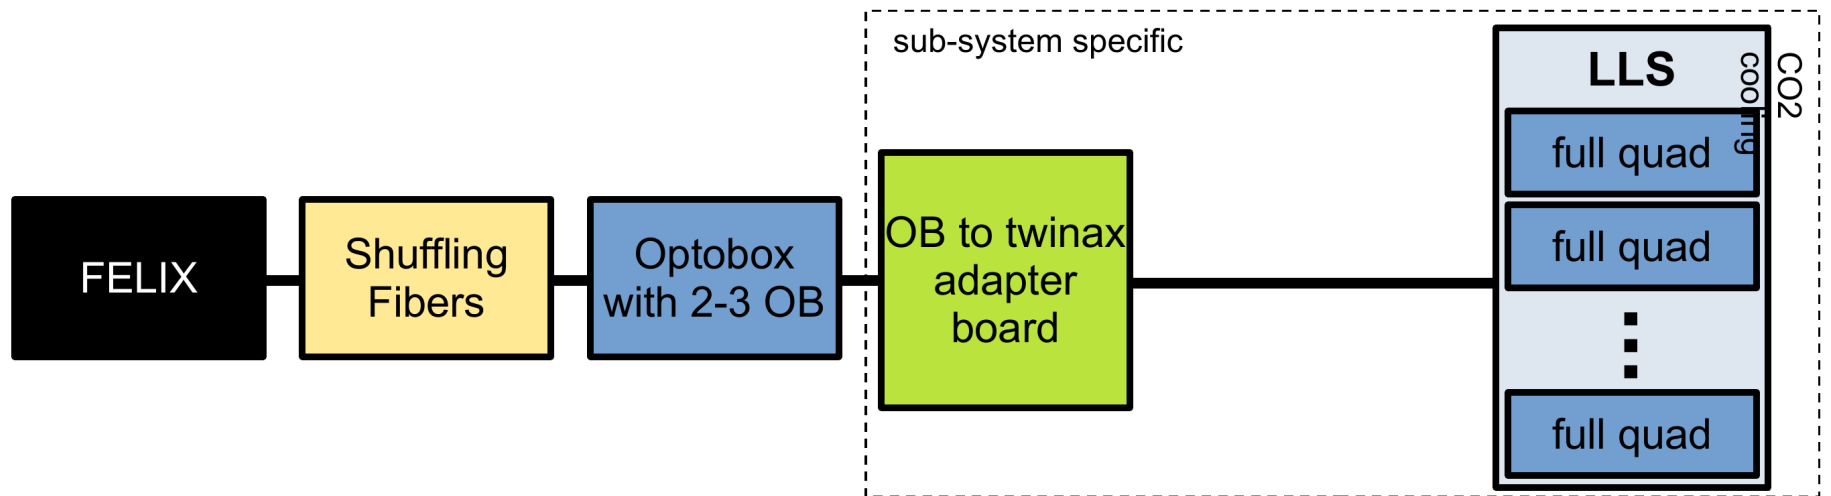 sub-system specific
LLS
CO2
cooling
full quad
full quad
full quad
FELIX
Shuffling
Fibers
Optobox
with 2-3 OB
OB to twinax
adapter
board